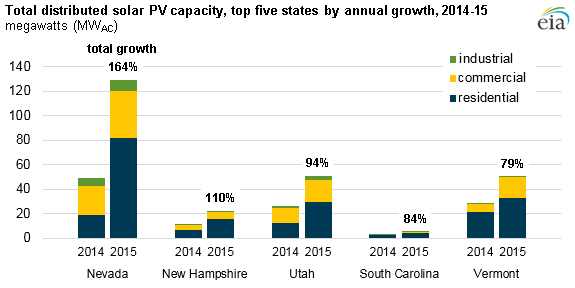 Total distributed solar PV capacity, top five states by annual growth, 2014-15
megawatts (MWAC)
eia
total growth
industrial
commercial
residential
140
120
100
80
60
40
20
0
164%
110%
94%
84%
79%
2014 2015 2014 2015 2014 2015 2014 2015 2014 2015
Nevada New Hampshire Utah South Carolina Vermont